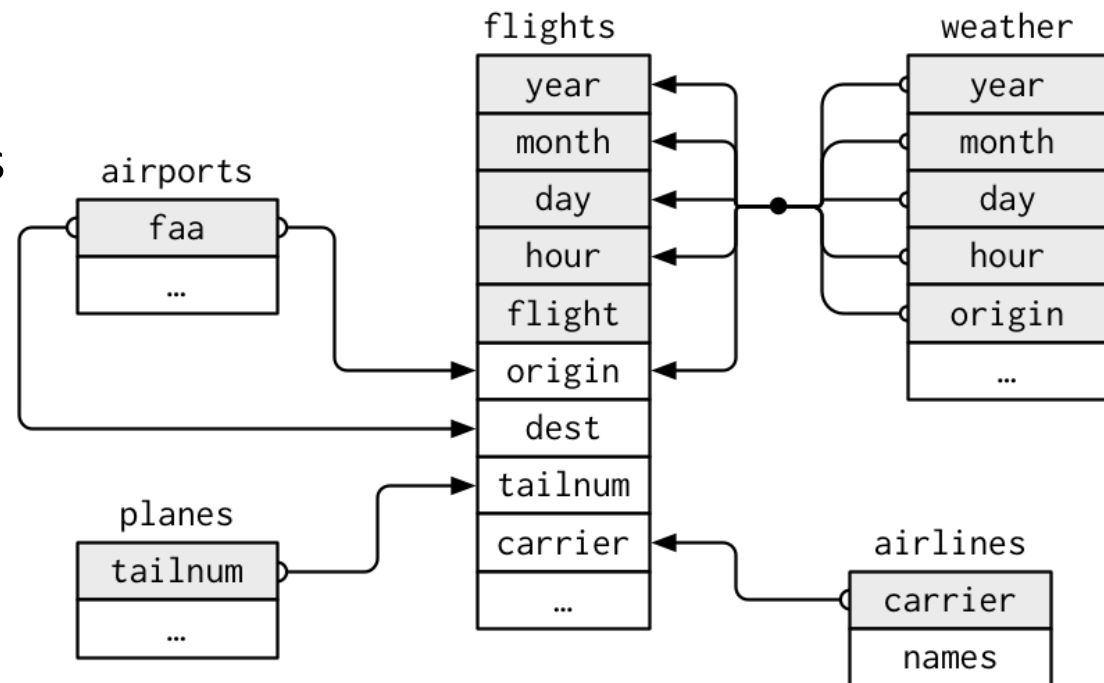 flights
year
month
day
hour
flight
origin
dest
tailnum
carrier
…
weather
year
month
day
hour
origin
…
s
airports
faa
…
planes
tailnum
…
airlines
carrier
names